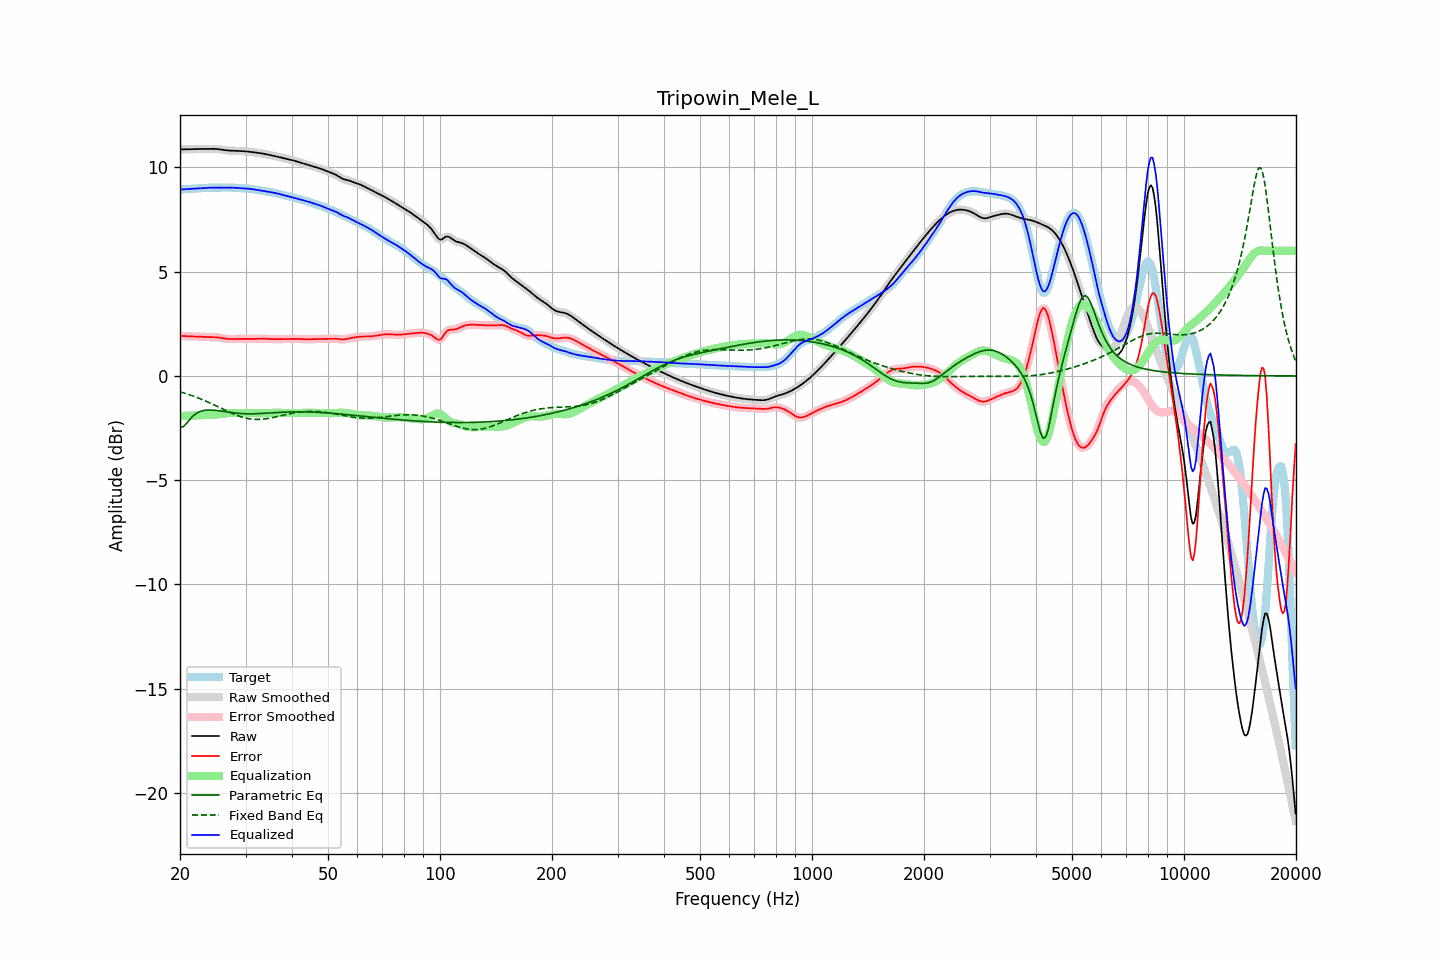 Tripowin_Mele_L
10
5
0
−5
−10
−15
−20
Amplitude (dBr)
Target
Raw Smoothed
Error Smoothed
Raw
Error
Equalization
Parametric Eq
Fixed Band Eq
Equalized
20 50 100 200 500 1000 2000 5000 10000 20000
Frequency (Hz)